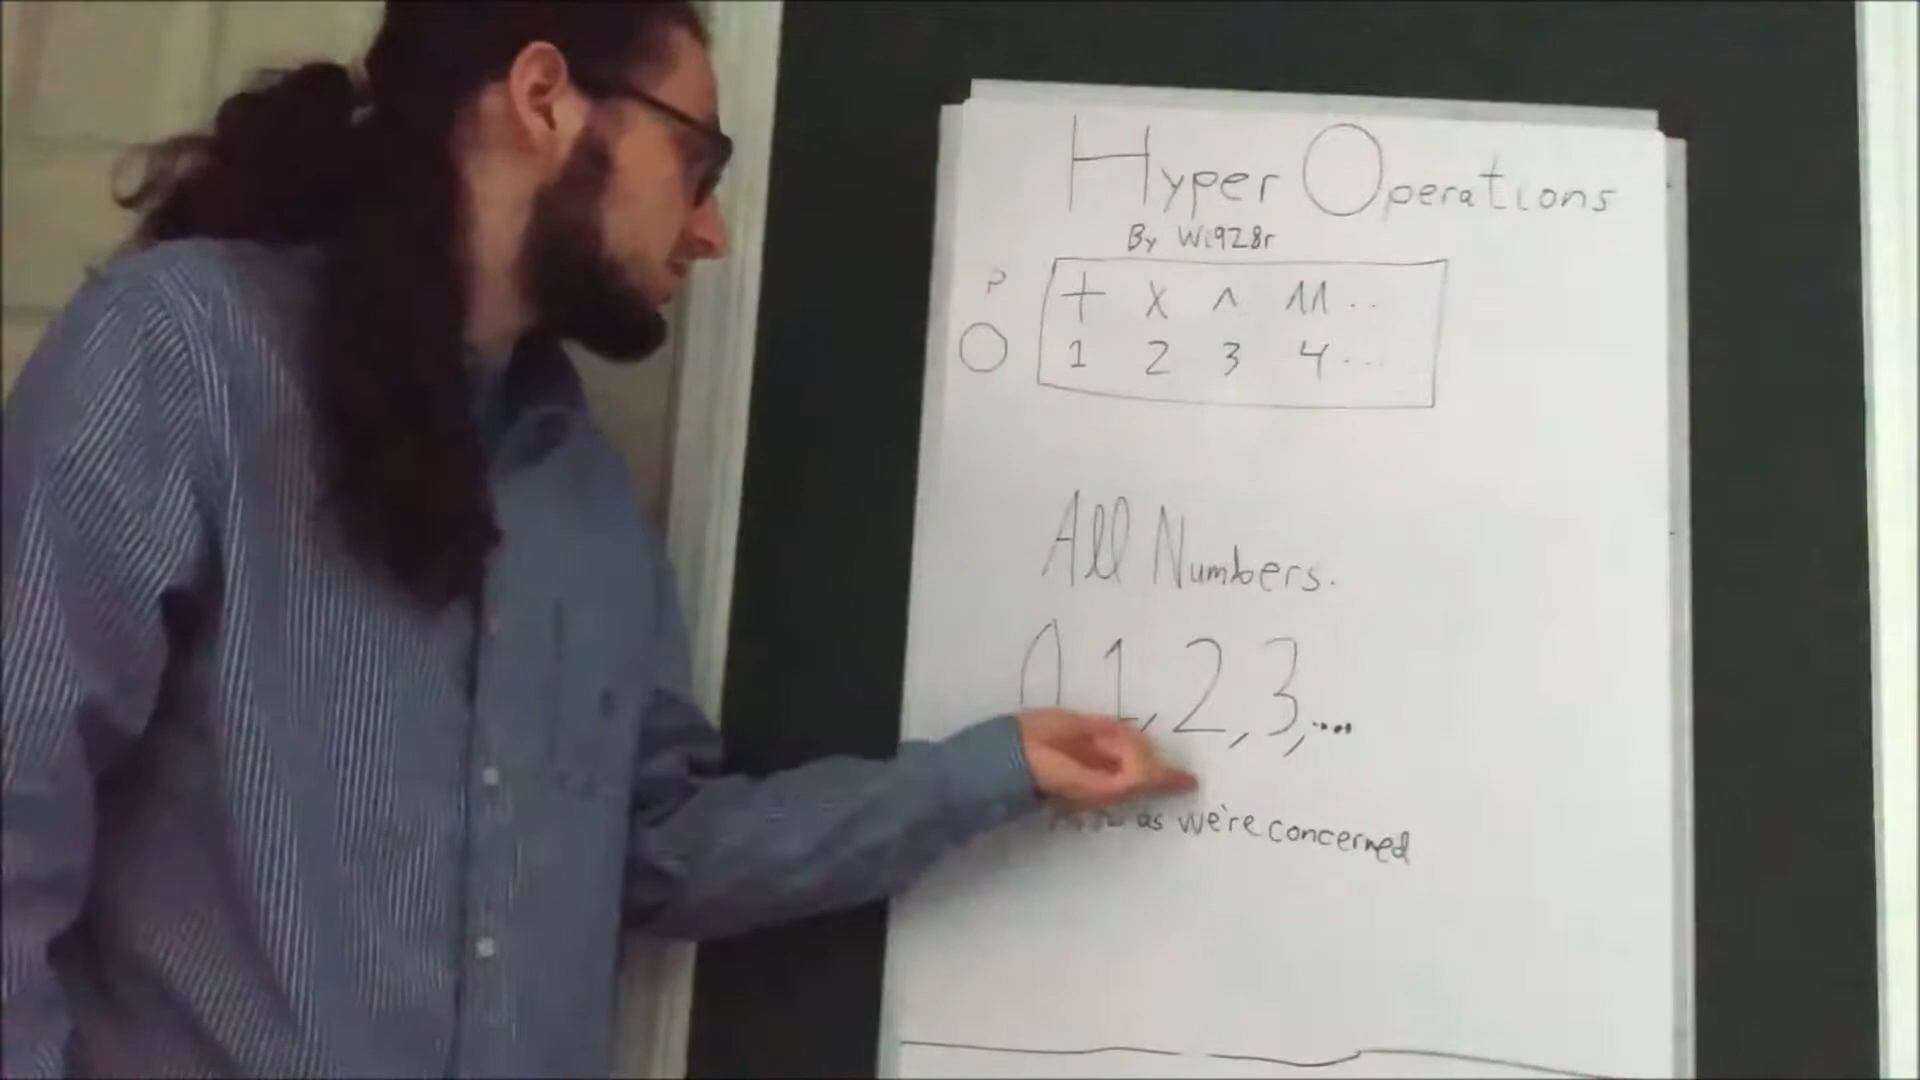 Hyper Operations
By Wi9Z8r
P + X ^ ^^ ..
O 1 2 3 4 ...
All Numbers.
0 1, 2, 3, ....
as we're concerned